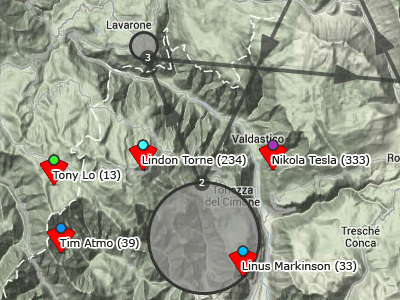 Lavarone
3
Valdastico
Ro
Lindon Torne (234)
Nikola Tesla (333)
Tony Lo (13)
2
Tonezza
del Cimone
Tresché
Conca
Tim Atmo (39)
Linus Markinson (33)